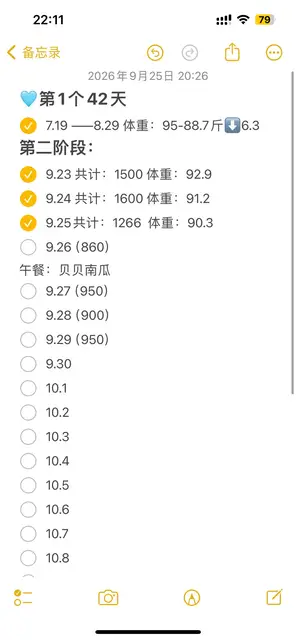 22:11
79
备忘录
2026年9月25日 20:26
🩵第1个42天
7.19 ——8.29 体重：95-88.7斤⬇️6.3
第二阶段：
9.23 共计：1500 体重：92.9
9.24 共计：1600 体重：91.2
9.25共计：1266 体重：90.3
9.26 (860)
午餐：贝贝南瓜
9.27 (950)
9.28 (900)
9.29 (950)
9.30
10.1
10.2
10.3
10.4
10.5
10.6
10.7
10.8